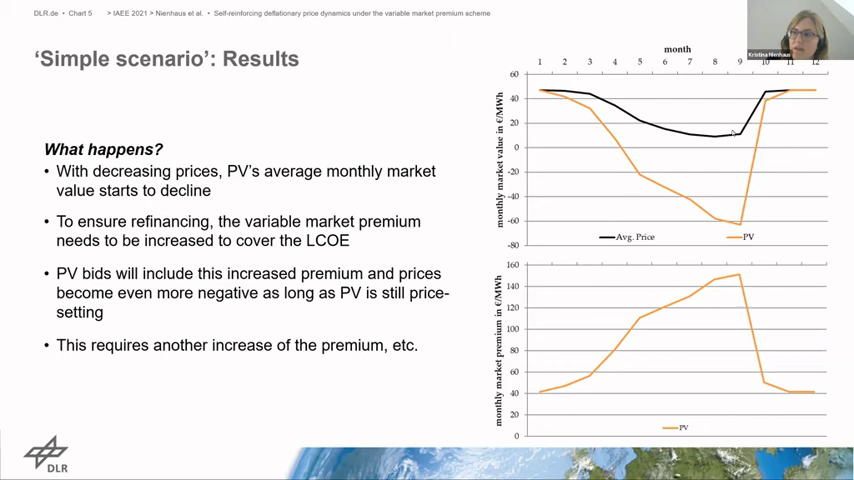 DLR.de • Chart 5 > IAEE 2021 > Nienhaus et al. • Self-reinforcing deflationary price dynamics under the variable market premium scheme
Kristina Nienhaus
‘Simple scenario’: Results
What happens?
• With decreasing prices, PV’s average monthly market
value starts to decline
• To ensure refinancing, the variable market premium
needs to be increased to cover the LCOE
• PV bids will include this increased premium and prices
become even more negative as long as PV is still price-
setting
• This requires another increase of the premium, etc.
month
1 2 3 4 5 6 7 8 9 10 11 12
monthly market value in €/MWh
60
40
20
0
-20
-40
-60
-80
Avg. Price PV
monthly market premium in €/MWh
160
140
120
100
80
60
40
20
0
PV
DLR